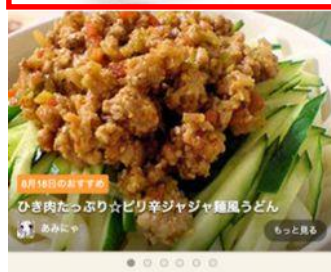 8月18日のおすすめ
ひき肉たっぷり☆ピリ辛ジャジャ麺風うどん
あみにゃ
もっと見る